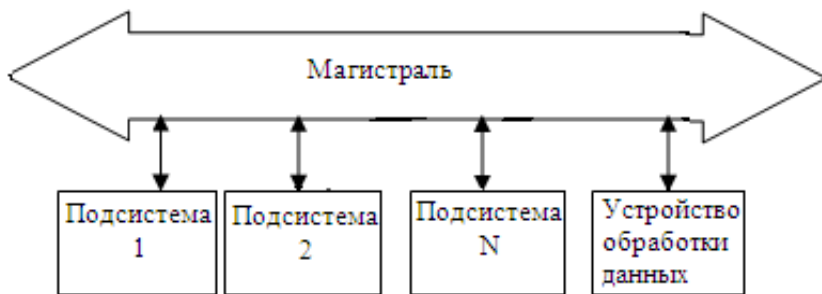 Магистраль
Подсистема
1
Подсистема
2
Подсистема
N
Устройство
обработки
данных